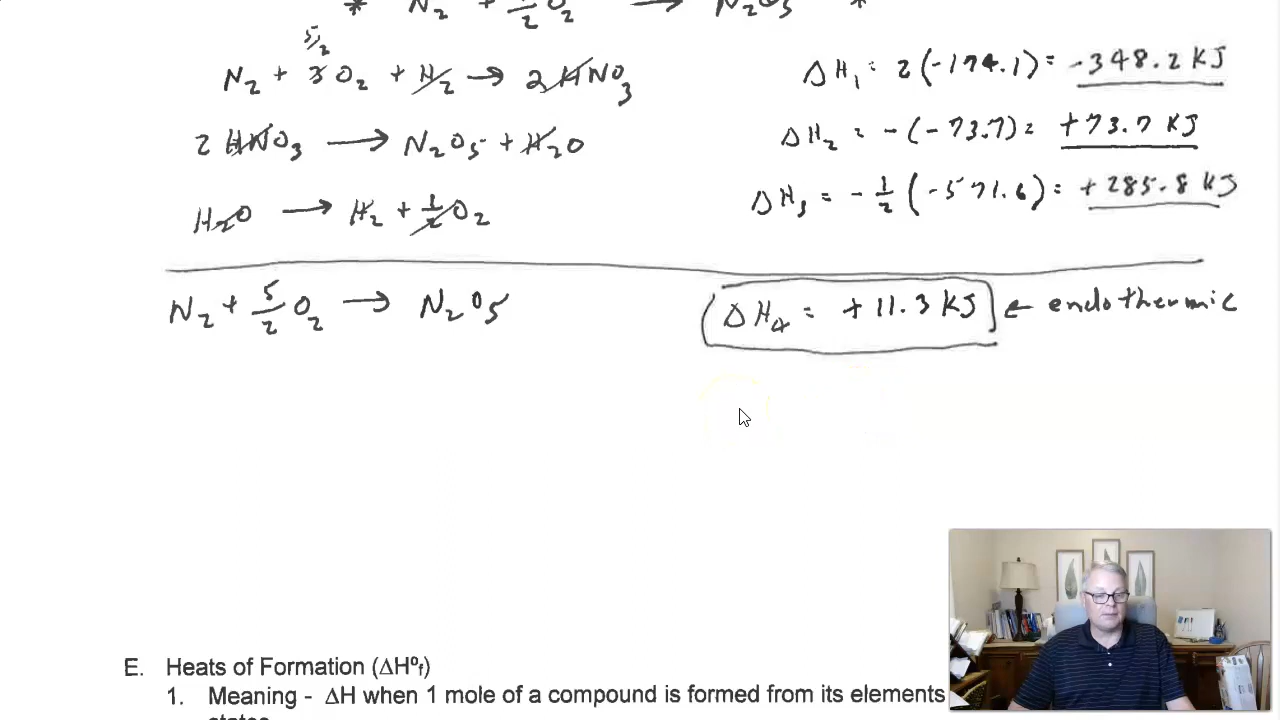 * N₂ + 5/2 O₂ → N₂O₅ *
5/2
N₂ + 3 O₂ + H₂ → 2 HNO₃ ΔH₁ = 2(-174.1) = -348.2 KJ
2 HNO₃ → N₂O₅ + H₂O ΔH₂ = -(-73.7) = +73.7 KJ
H₂O → H₂ + 1/2 O₂ ΔH₃ = -1/2 (-571.6) = +285.8 KJ
N₂ + 5/2 O₂ → N₂O₅ ΔH₄ = +11.3 KJ ← endothermic
E. Heats of Formation (ΔH⁰f)
1. Meaning - ΔH when 1 mole of a compound is formed from its elements